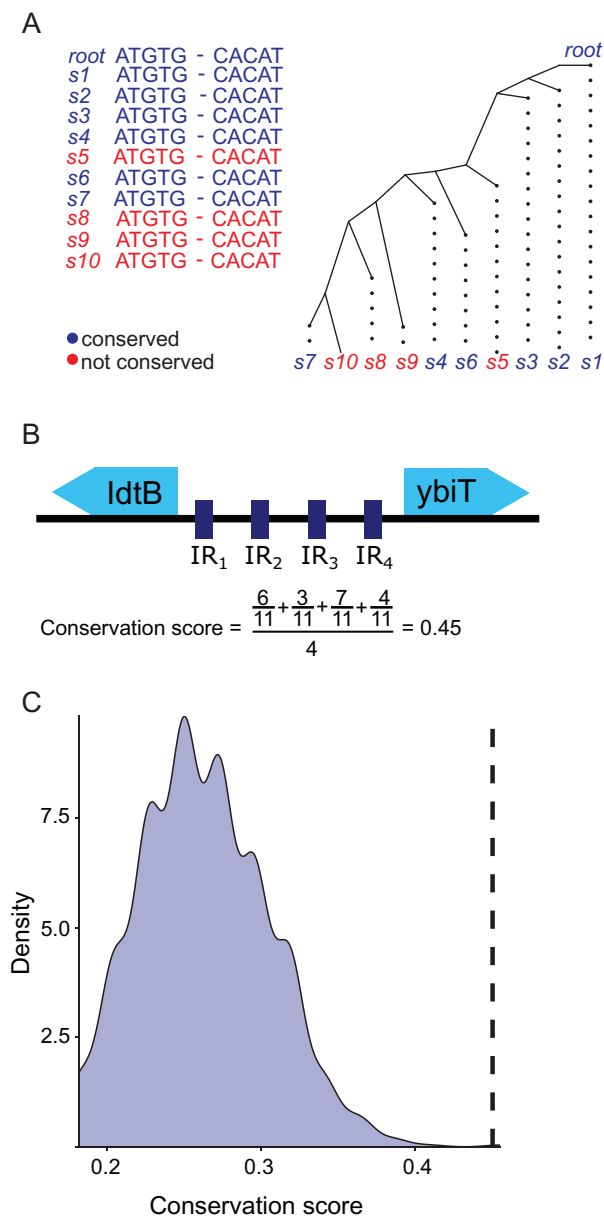 A
root ATGTG - CACAT
s1 ATGTG - CACAT
s2 ATGTG - CACAT
s3 ATGTG - CACAT
s4 ATGTG - CACAT
s5 ATGTG - CACAT
s6 ATGTG - CACAT
s7 ATGTG - CACAT
s8 ATGTG - CACAT
s9 ATGTG - CACAT
s10 ATGTG - CACAT
conserved
not conserved
root
s7 s10 s8 s9 s4 s6 s5 s3 s2 s1
B
ldtB
ybiT
IR1 IR2 IR3 IR4
Conservation score = (6/11 + 3/11 + 7/11 + 4/11) / 4 = 0.45
C
Density
7.5
5.0
2.5
0.2 0.3 0.4
Conservation score